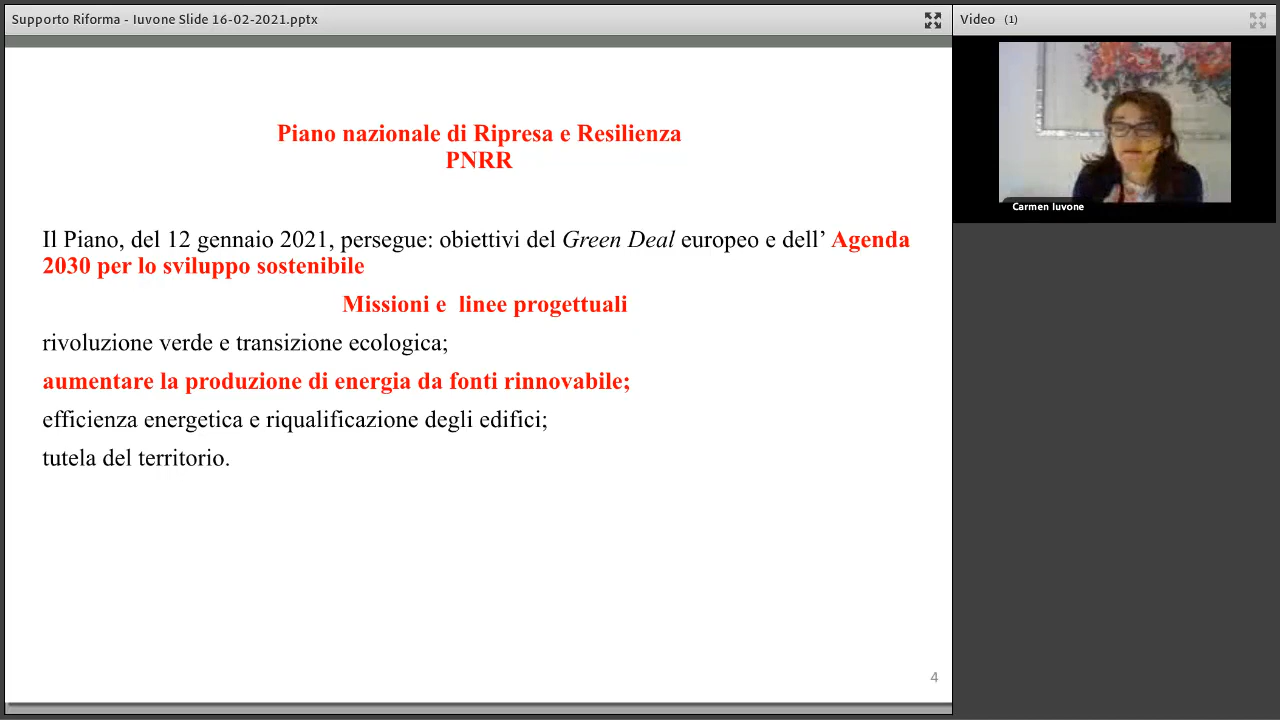 Supporto Riforma - Iuvone Slide 16-02-2021.pptx
Video (1)
Carmen Iuvone
Piano nazionale di Ripresa e Resilienza
PNRR
Il Piano, del 12 gennaio 2021, persegue: obiettivi del Green Deal europeo e dell’ Agenda
2030 per lo sviluppo sostenibile
Missioni e linee progettuali
rivoluzione verde e transizione ecologica;
aumentare la produzione di energia da fonti rinnovabile;
efficienza energetica e riqualificazione degli edifici;
tutela del territorio.
4